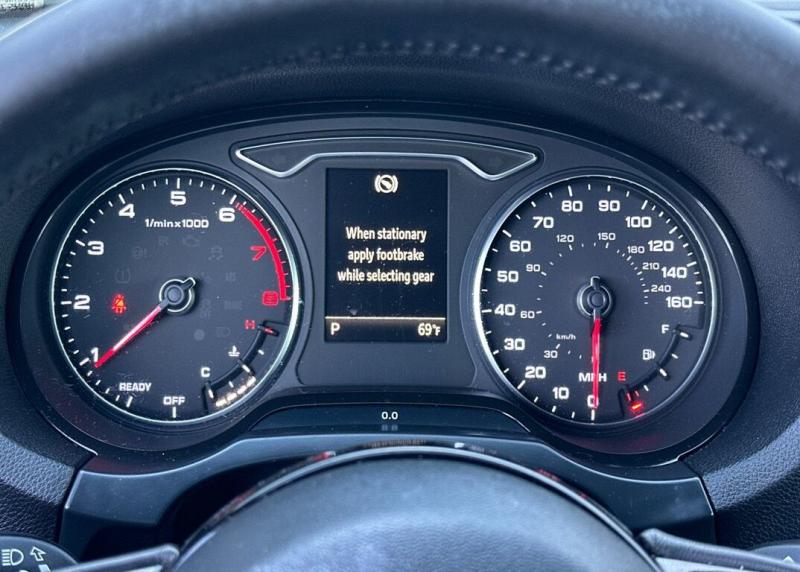 1/min x1000
1
2
3
4
5
6
7
READY
OFF
C
H
When stationary
apply footbrake
while selecting gear
P 69°F
0.0
0
10
20
30
40
50
60
70
80
90
100
120
140
160
30
60
90
120
150
180
210
240
km/h
MPH
F
E